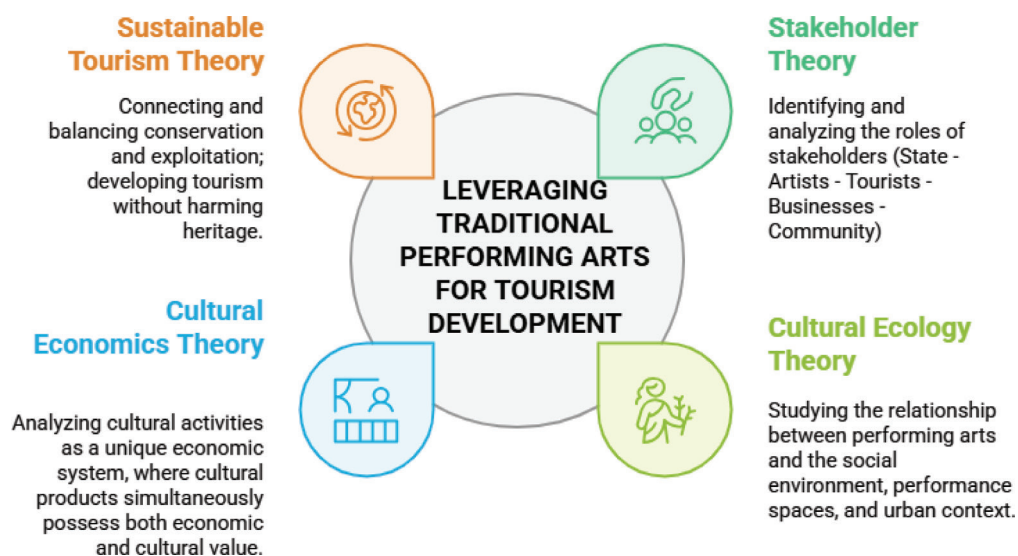 Sustainable
Tourism Theory
Connecting and
balancing conservation
and exploitation;
developing tourism
without harming
heritage.
Stakeholder
Theory
Identifying and
analyzing the roles of
stakeholders (State -
Artists - Tourists -
Businesses -
Community)
LEVERAGING
TRADITIONAL
PERFORMING ARTS
FOR TOURISM
DEVELOPMENT
Cultural
Economics Theory
Analyzing cultural activities
as a unique economic
system, where cultural
products simultaneously
possess both economic
and cultural value.
Cultural Ecology
Theory
Studying the relationship
between performing arts
and the social
environment, performance
spaces, and urban context.